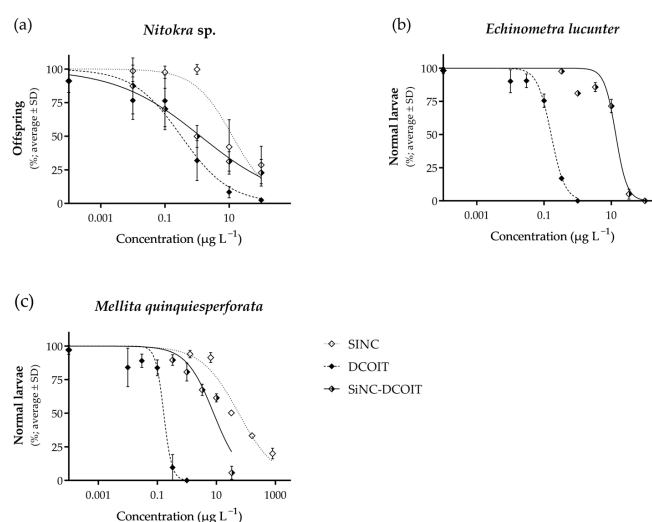 (a)
Nitokra sp.
Offspring
(%; average ± SD)
100
75
50
25
0
0.001
0.1
10
Concentration (µg L⁻¹)
(b)
Echinometra lucunter
Normal larvae
(%; average ± SD)
100
75
50
25
0
0.001
0.1
10
Concentration (µg L⁻¹)
(c)
Mellita quinquiesperforata
Normal larvae
(%; average ± SD)
100
75
50
25
0
0.001
0.1
10
1000
Concentration (µg L⁻¹)
SINC
DCOIT
SiNC-DCOIT